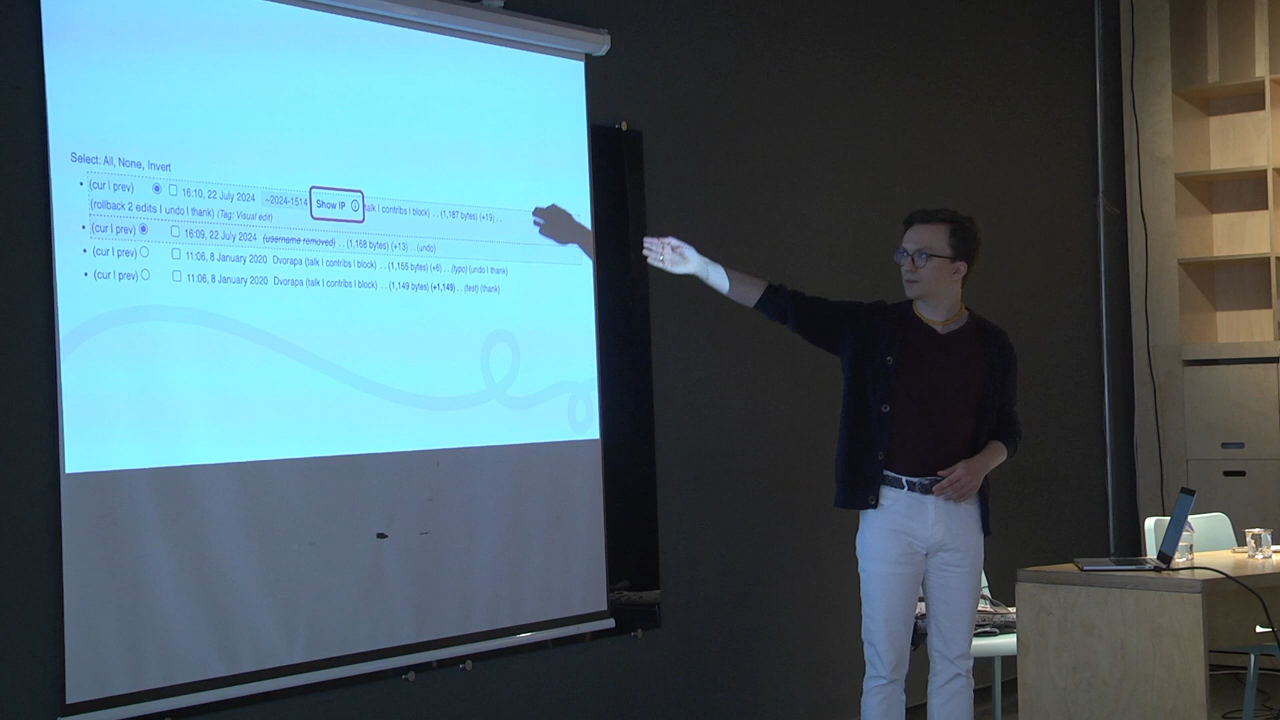 Select: All, None, Invert
• (cur | prev) 16:10, 22 July 2024 ~2024-1514 Show IP talk | contribs | block) . . (1,187 bytes) (+19) . .
(rollback 2 edits | undo | thank) (Tag: Visual edit)
• (cur | prev) 16:09, 22 July 2024 (username removed) . . (1,168 bytes) (+13) . . (undo)
• (cur | prev) 11:06, 8 January 2020 Dvorapa (talk | contribs | block) . . (1,155 bytes) (+6) . . (typo) (undo | thank)
• (cur | prev) 11:06, 8 January 2020 Dvorapa (talk | contribs | block) . . (1,149 bytes) (+1,149) . . (test) (thank)